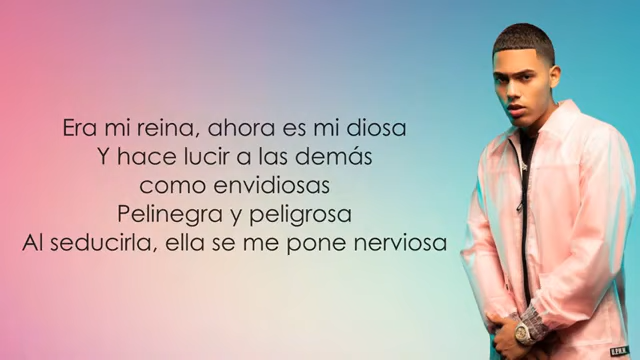 Era mi reina, ahora es mi diosa
Y hace lucir a las demás
como envidiosas
Pelinegra y peligrosa
Al seducirla, ella se me pone nerviosa